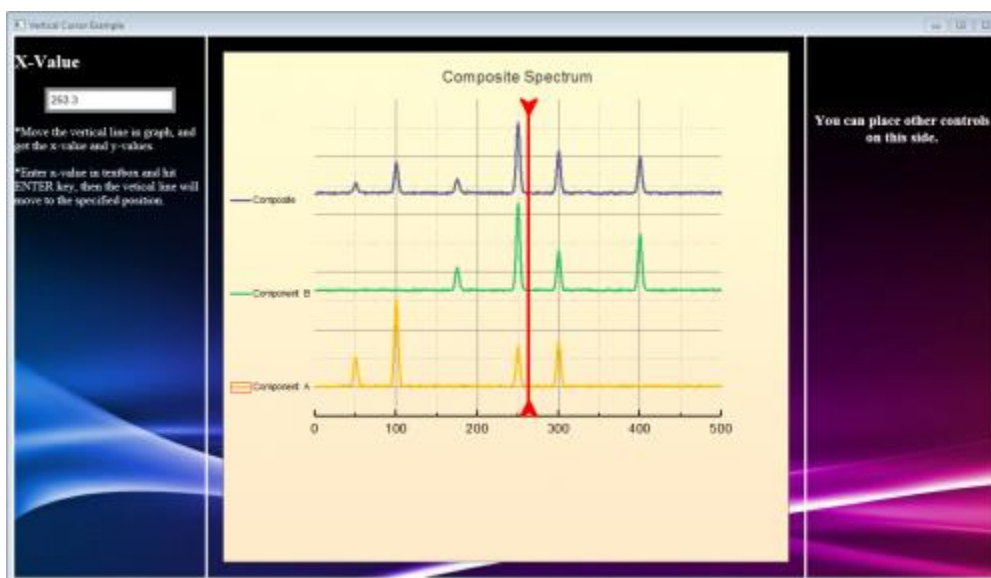 Vertical Cursor Example
X-Value
263.3
*Move the vertical line in graph, and
get the x-value and y-values.
*Enter x-value in textbox and hit
ENTER key, then the vetical line will
move to the specified position.
Composite Spectrum
Composite
Component B
Component A
0 100 200 300 400 500
You can place other controls
on this side.